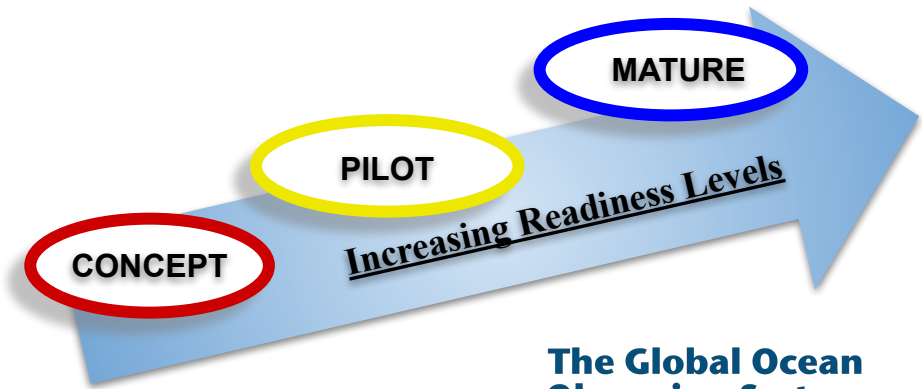 MATURE
PILOT
Increasing Readiness Levels
CONCEPT
The Global Ocean